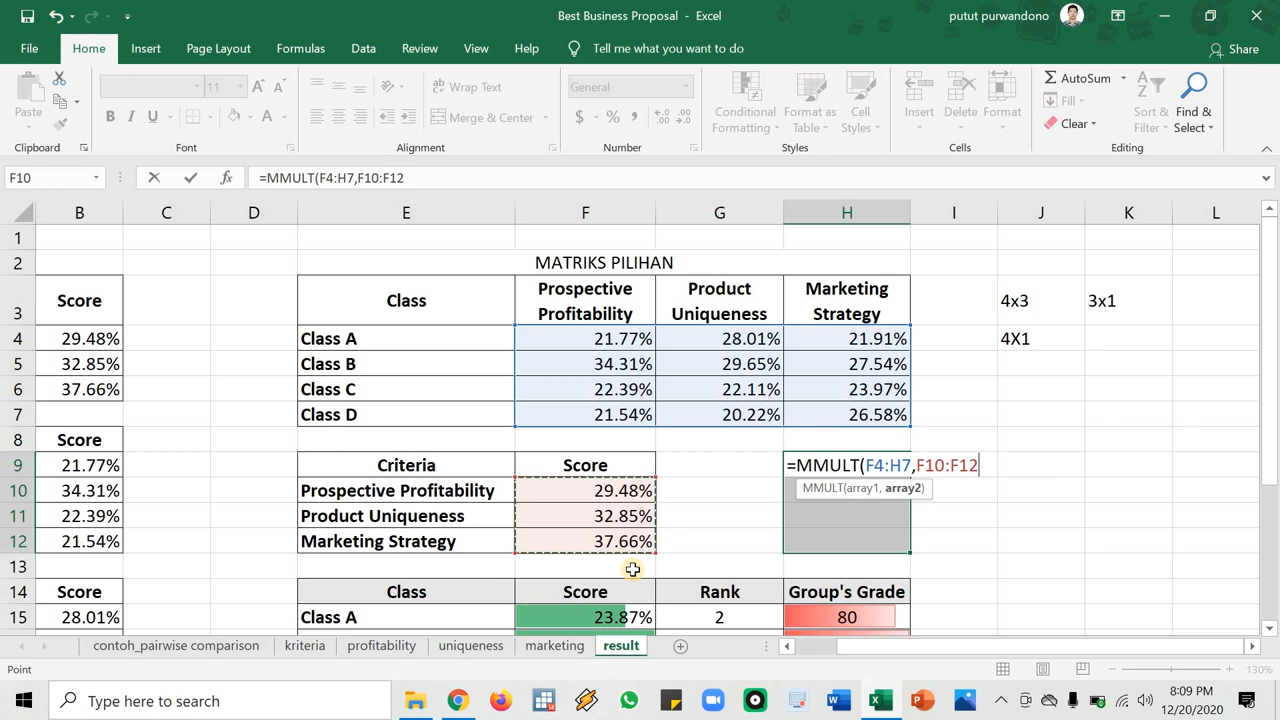 Best Business Proposal - Excel
putut purwandono
File Home Insert Page Layout Formulas Data Review View Help Tell me what you want to do Share
Paste
Clipboard
11
B I U A
Font
ab Wrap Text
Merge & Center
Alignment
General
$ % ,
Number
Conditional Formatting
Format as Table
Cell Styles
Styles
Insert
Delete
Format
Cells
AutoSum
Fill
Clear
Sort & Filter
Find & Select
Editing
F10 fx =MMULT(F4:H7,F10:F12
B C D E F G H I J K L
1
2 MATRIKS PILIHAN
3 Score Class Prospective Profitability Product Uniqueness Marketing Strategy 4x3 3x1
4 29.48% Class A 21.77% 28.01% 21.91% 4X1
5 32.85% Class B 34.31% 29.65% 27.54%
6 37.66% Class C 22.39% 22.11% 23.97%
7 Class D 21.54% 20.22% 26.58%
8 Score
9 21.77% Criteria Score =MMULT(F4:H7,F10:F12
MMULT(array1, array2)
10 34.31% Prospective Profitability 29.48%
11 22.39% Product Uniqueness 32.85%
12 21.54% Marketing Strategy 37.66%
13
14 Score Class Score Rank Group's Grade
15 28.01% Class A 23.87% 2 80
contoh_pairwise comparison kriteria profitability uniqueness marketing result
Point 130%
Type here to search
8:09 PM
12/20/2020